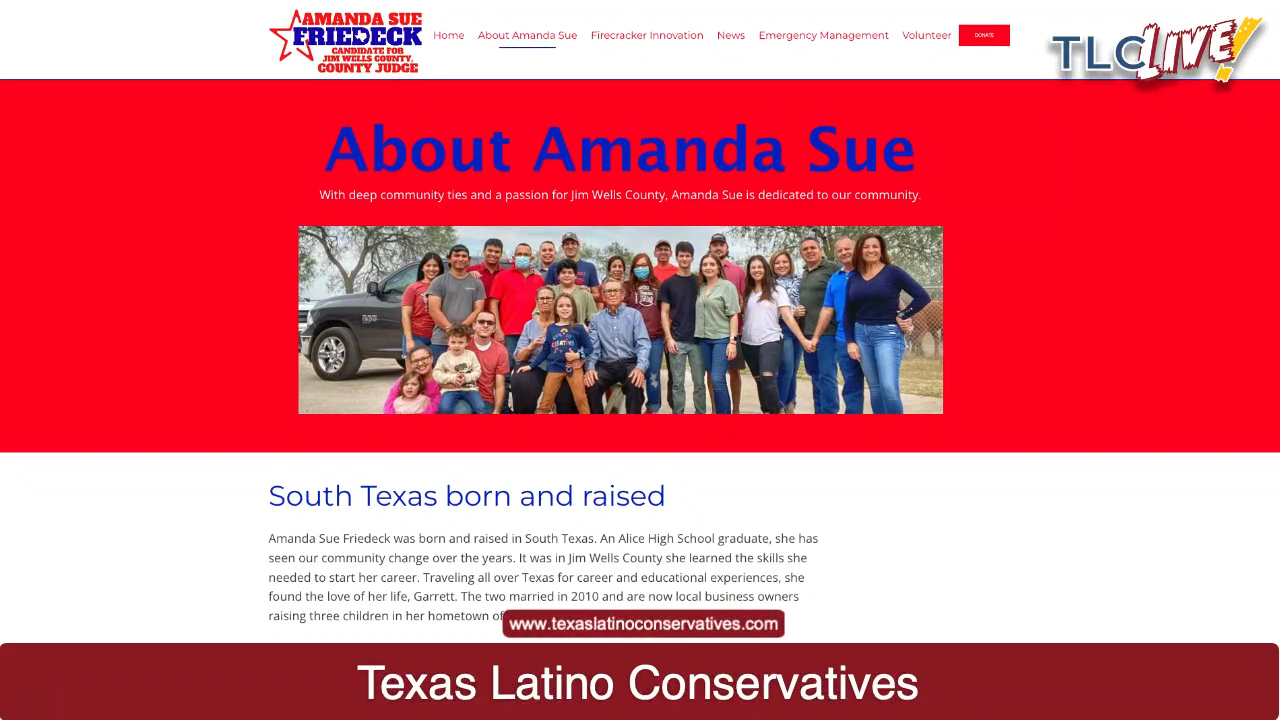 AMANDA SUE
FRIEDECK
CANDIDATE FOR
JIM WELLS COUNTY,
COUNTY JUDGE
Home About Amanda Sue Firecracker Innovation News Emergency Management Volunteer DONATE
TLC LIVE!
About Amanda Sue
With deep community ties and a passion for Jim Wells County, Amanda Sue is dedicated to our community.
South Texas born and raised
Amanda Sue Friedeck was born and raised in South Texas. An Alice High School graduate, she has
seen our community change over the years. It was in Jim Wells County she learned the skills she
needed to start her career. Traveling all over Texas for career and educational experiences, she
found the love of her life, Garrett. The two married in 2010 and are now local business owners
raising three children in her hometown of
www.texaslatinoconservatives.com
Texas Latino Conservatives